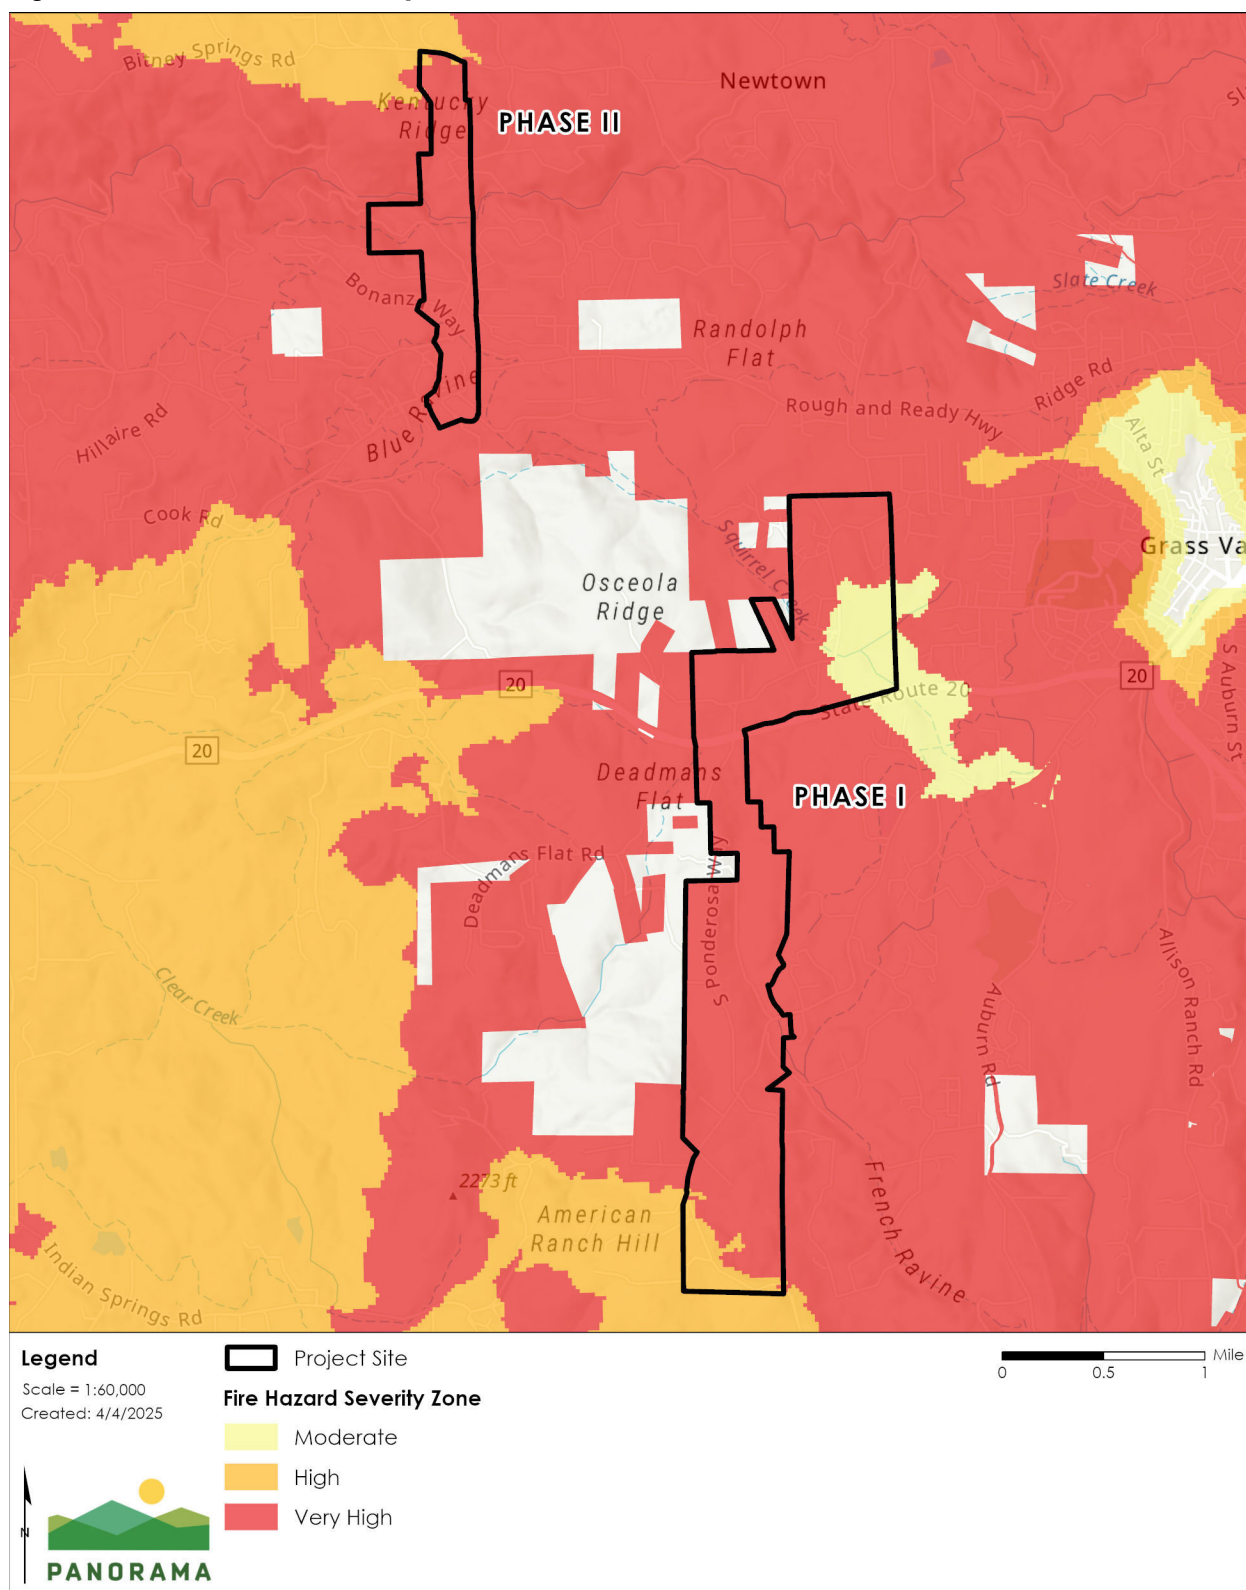 Bitney Springs Rd
Newtown
Kentucky
Ridge
PHASE II
Slate Creek
Bonanza Way
Randolph
Flat
Ridge Rd
Rough and Ready Hwy
Hillaire Rd
Blue Ravine
Alta St
Cook Rd
Grass Va
Squirrel Creek
Osceola
Ridge
20
20
State Route 20
S Auburn St
20
Deadmans
Flat
PHASE I
Deadmans Flat Rd
S Ponderosa Way
Clear Creek
Allison Ranch Rd
Auburn Rd
2273 ft
American
Ranch Hill
French Ravine
Indian Springs Rd
Legend
Scale = 1:60,000
Created: 4/4/2025
Project Site
Fire Hazard Severity Zone
Moderate
High
Very High
Mile
0 0.5 1
N
PANORAMA